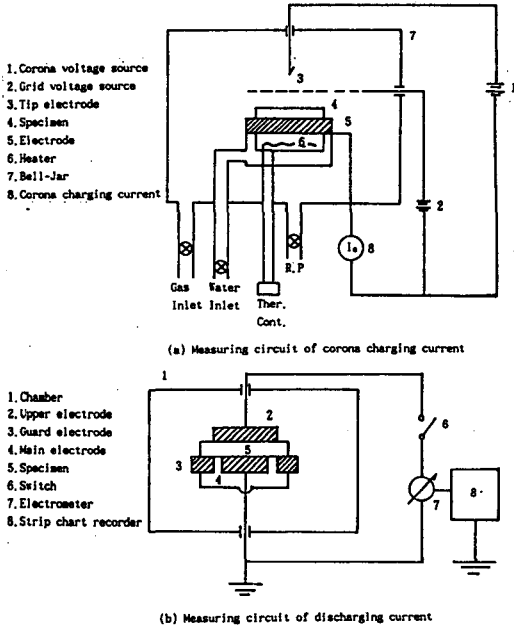 1. Corona voltage source
2. Grid voltage source
3. Tip electrode
4. Specimen
5. Electrode
6. Heater
7. Bell-Jar
8. Corona charging current
7
3
1
4
5
6
2
I₀ 8
R.P
Gas Inlet
Water Inlet
Ther. Cont.
(a) Measuring circuit of corona charging current
1. Chamber
2. Upper electrode
3. Guard electrode
4. Main electrode
5. Specimen
6. Switch
7. Electrometer
8. Strip chart recorder
1
2
6
5
3
4
7
8
(b) Measuring circuit of discharging current